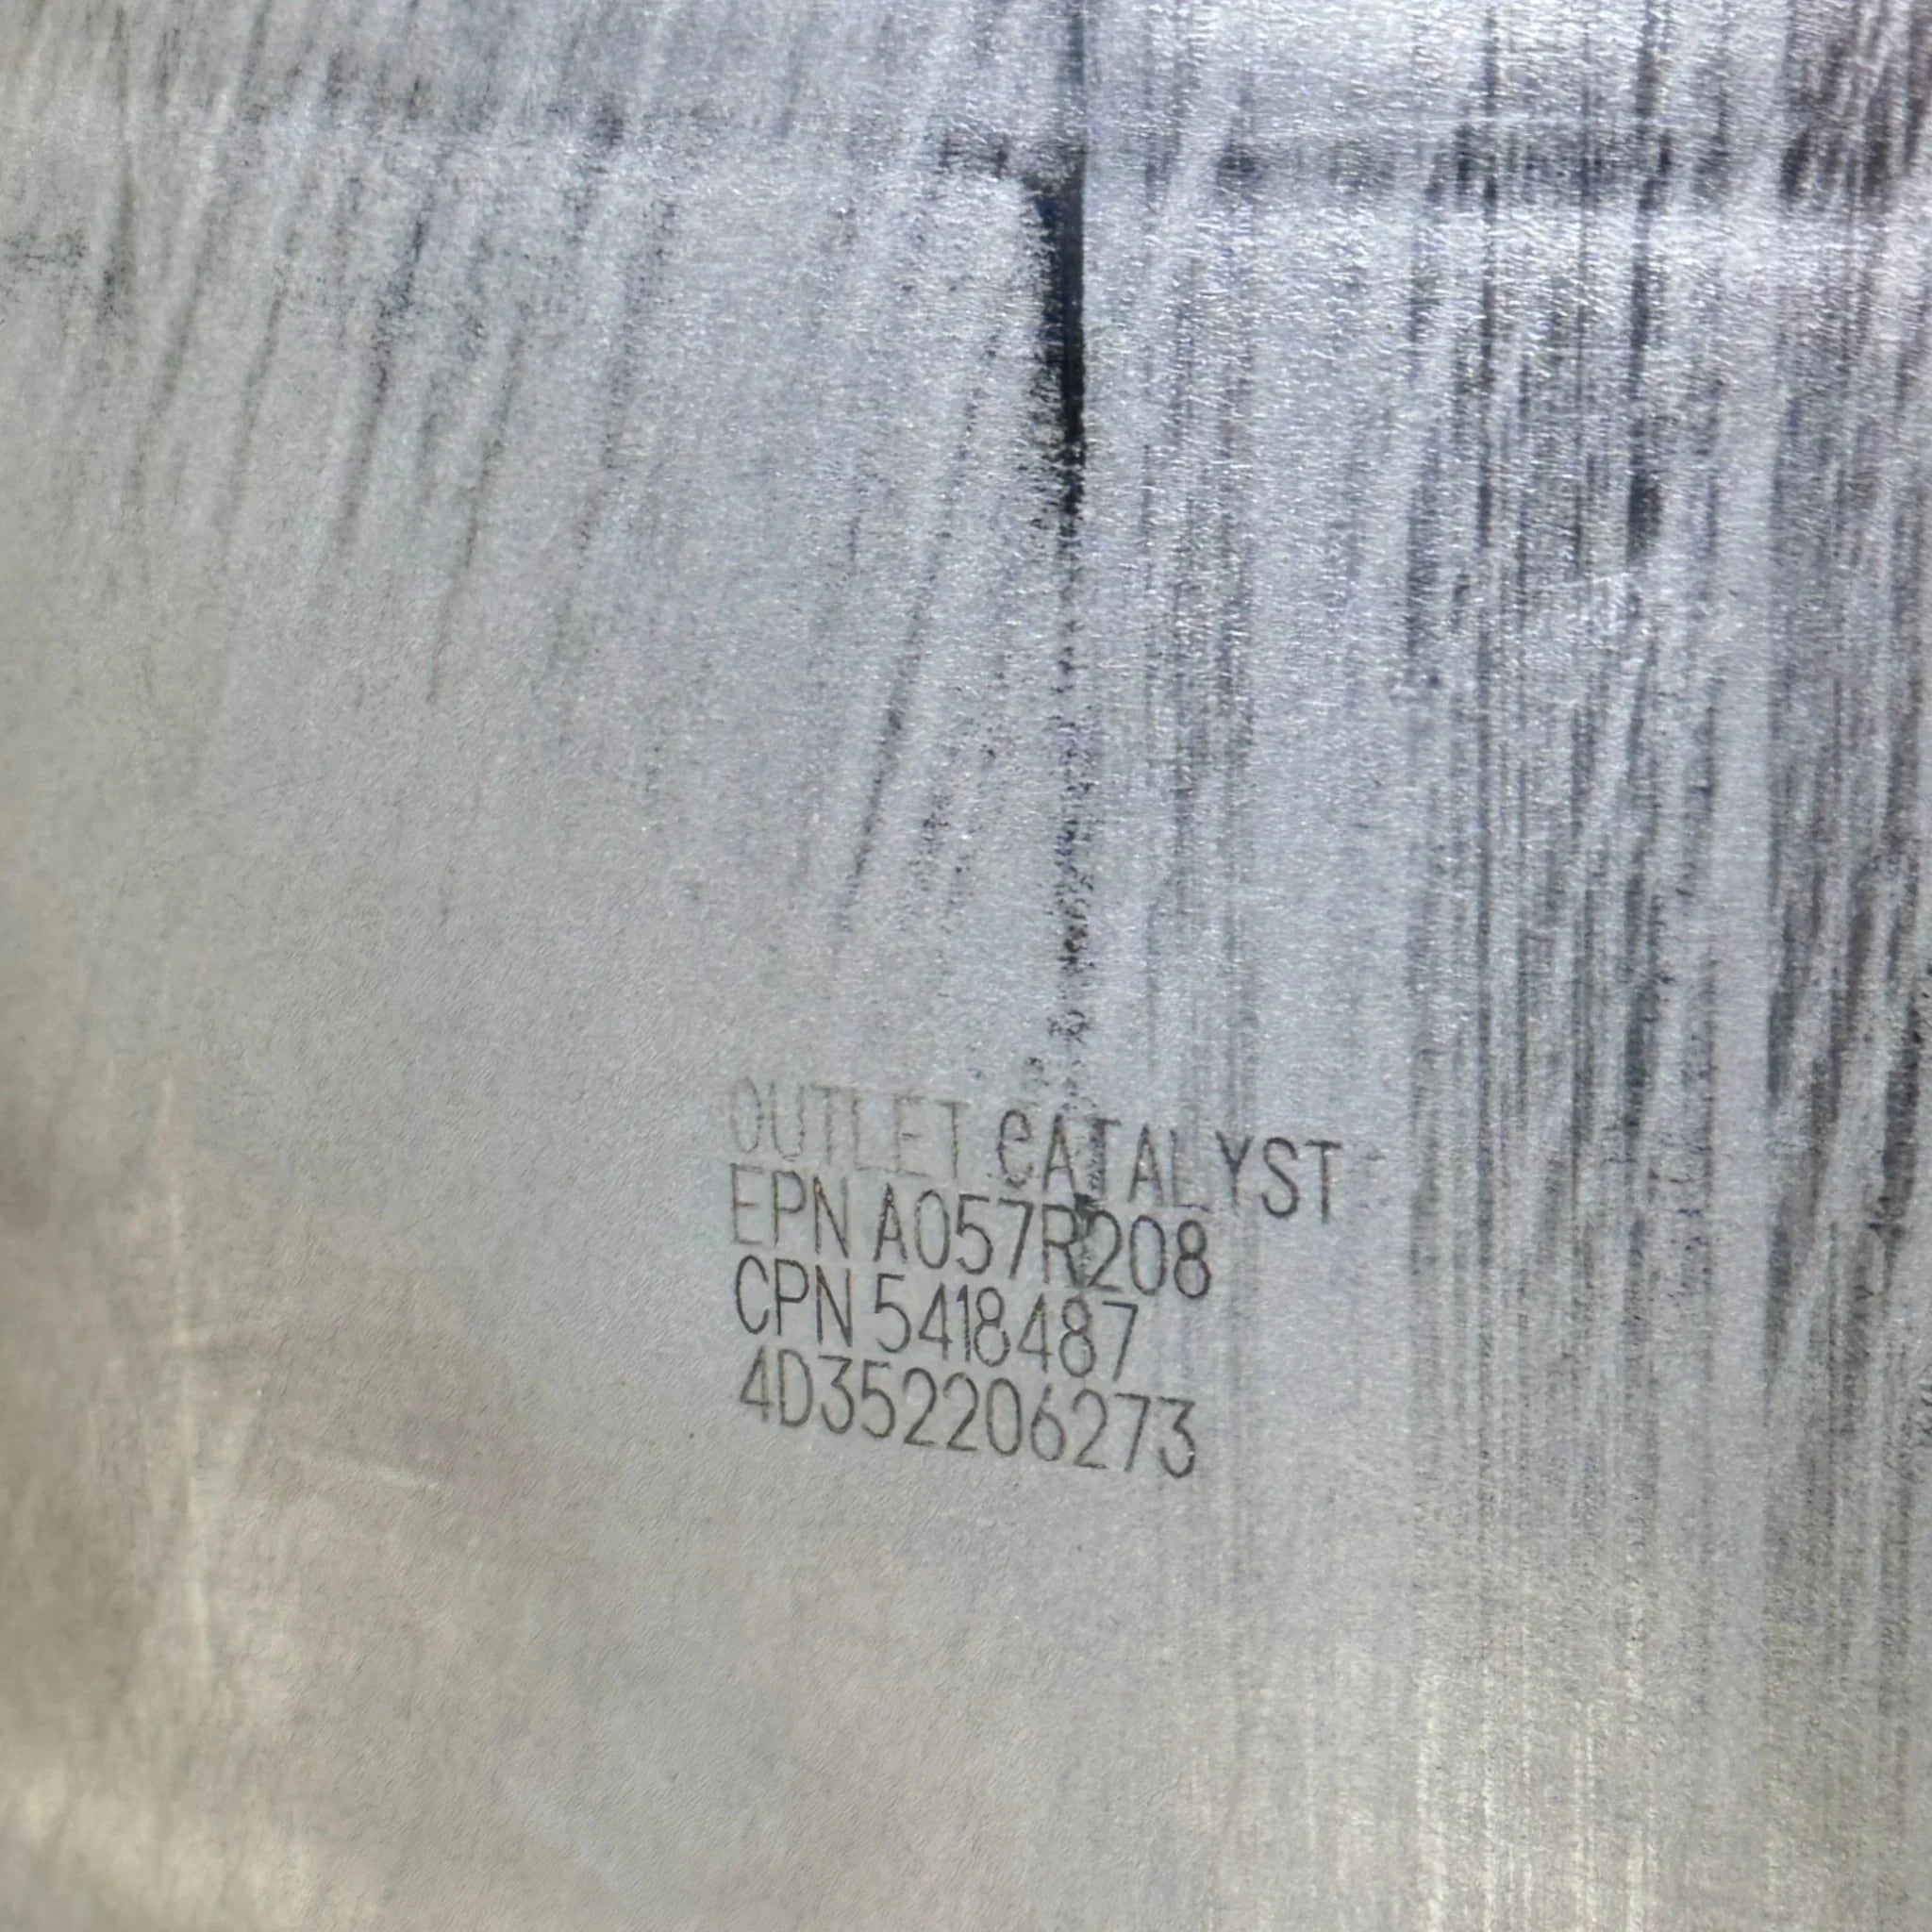 OUTLET CATALYST
EPN A057R208
CPN 5418487
4D352206273